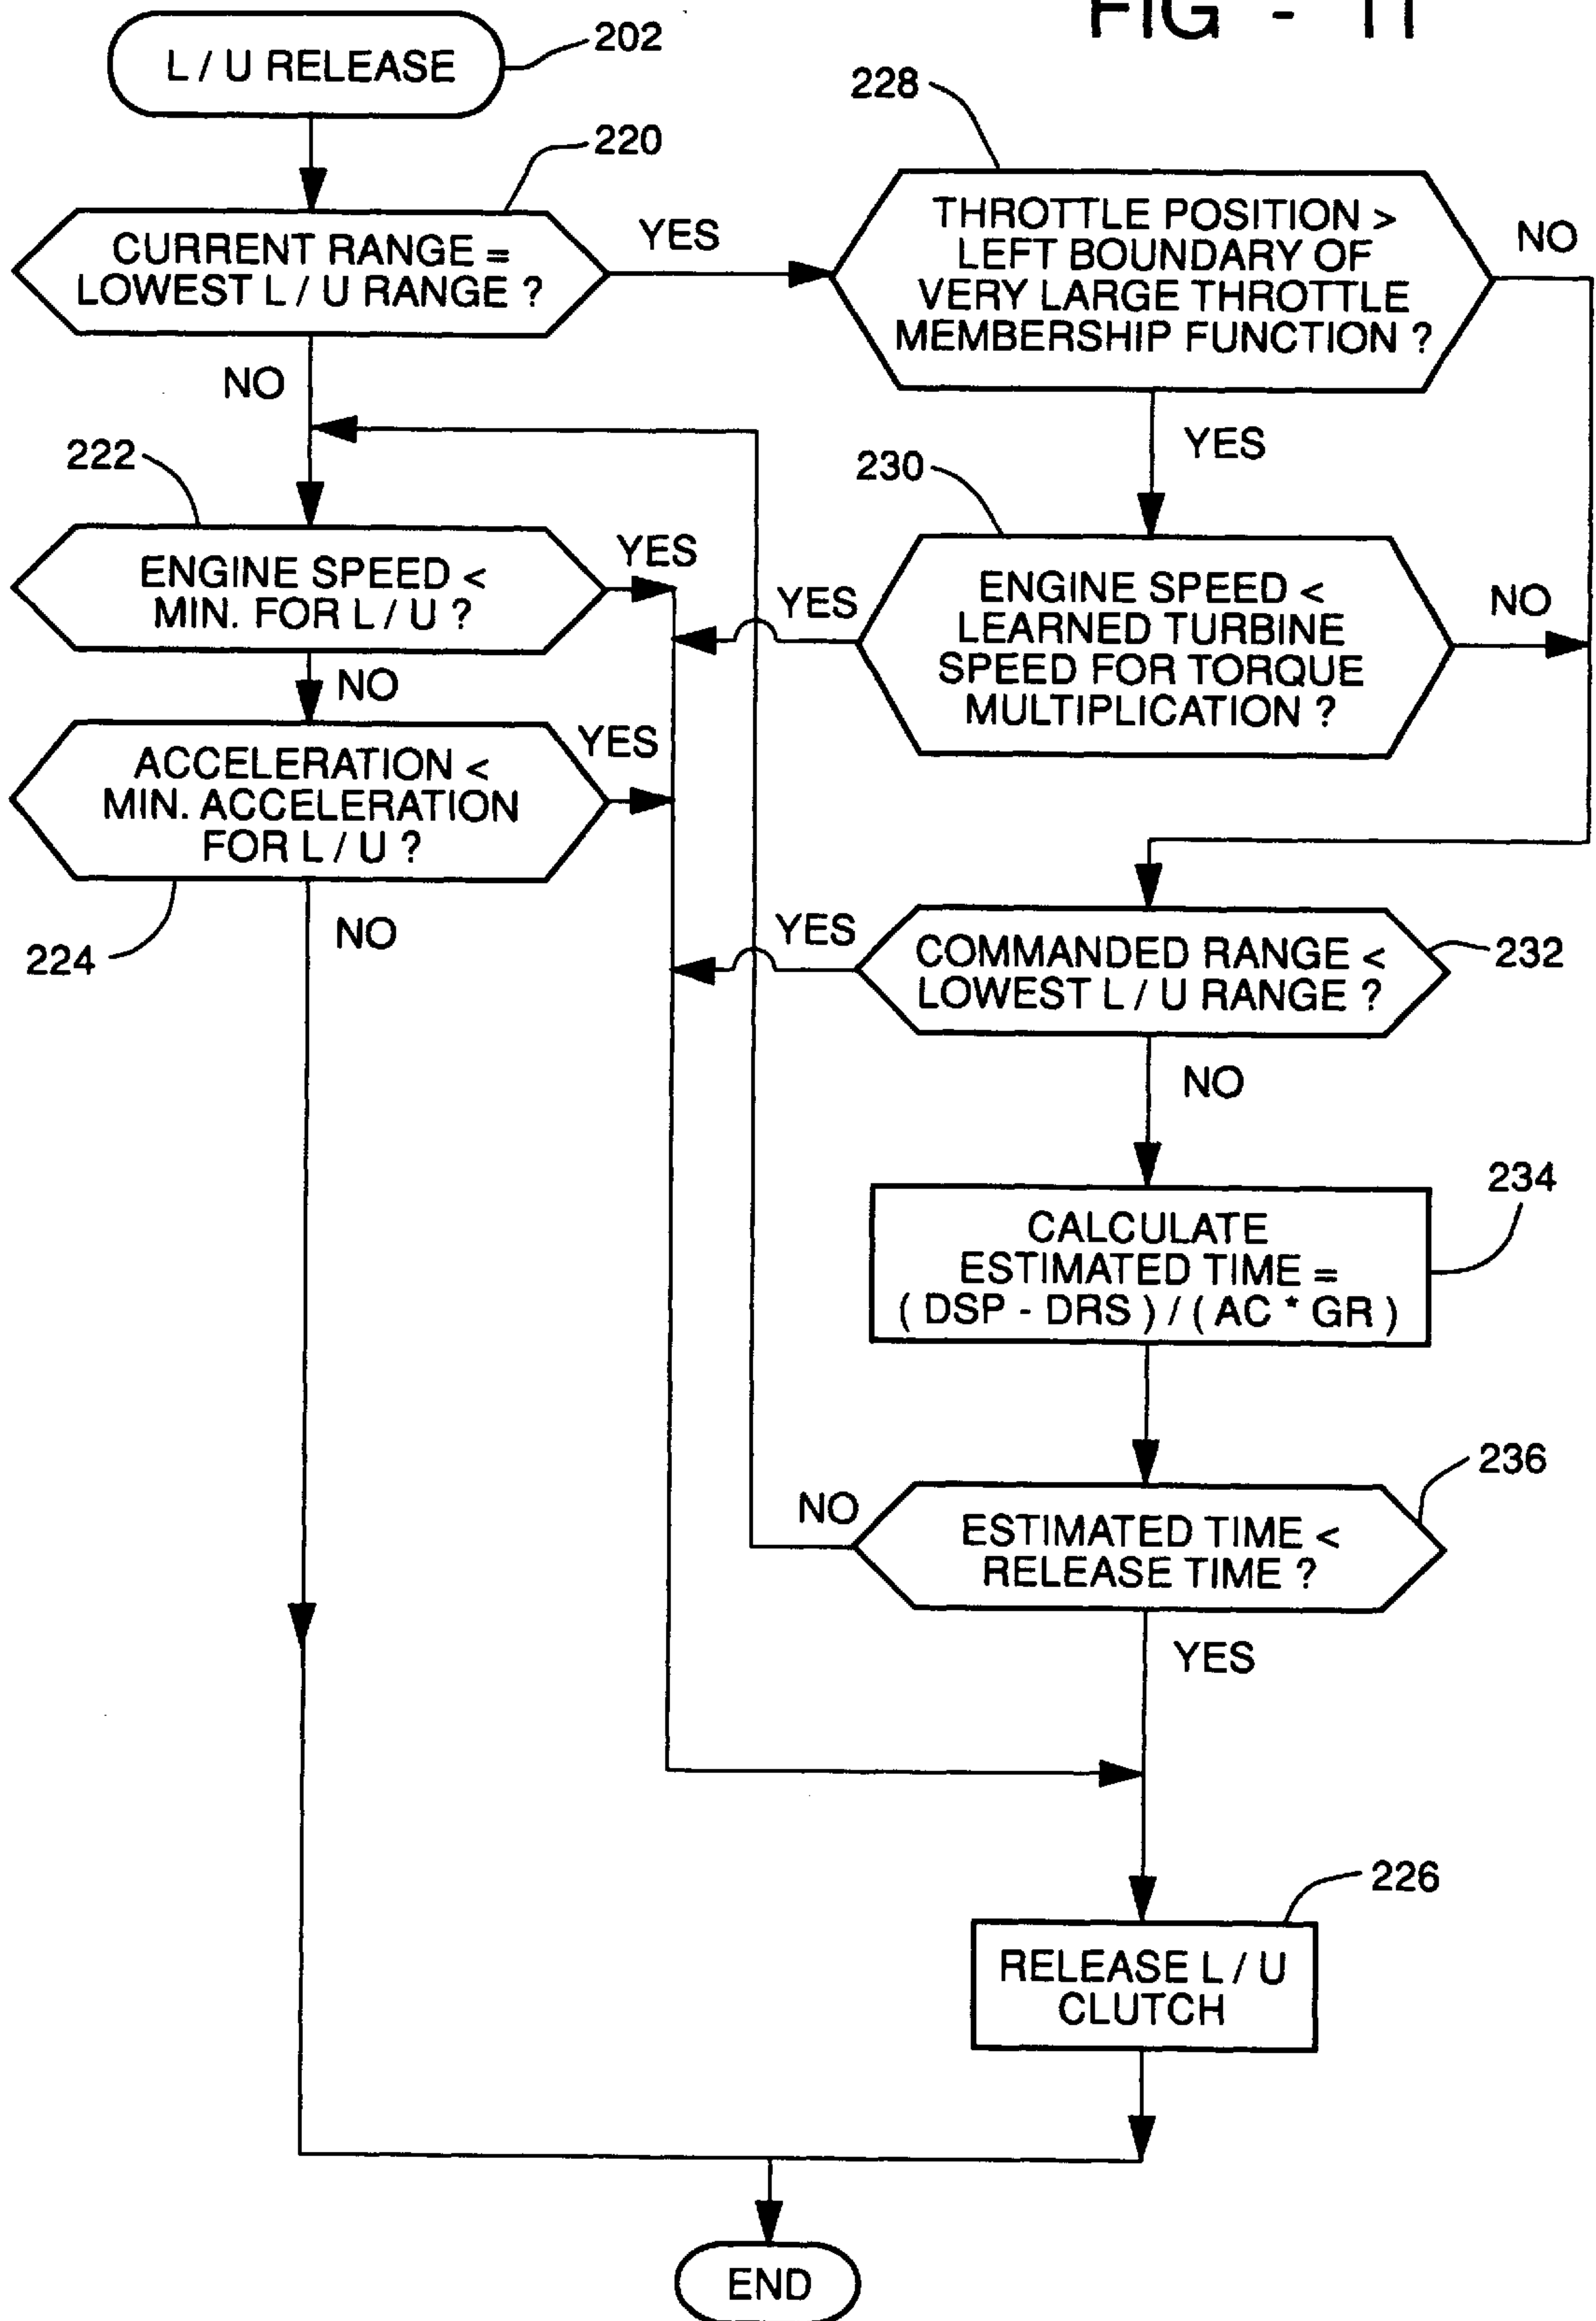 FIG - 11
L / U RELEASE
202
228
220
CURRENT RANGE =
LOWEST L / U RANGE ?
YES
THROTTLE POSITION >
LEFT BOUNDARY OF
VERY LARGE THROTTLE
MEMBERSHIP FUNCTION ?
NO
NO
YES
222
230
ENGINE SPEED <
MIN. FOR L / U ?
YES
YES
ENGINE SPEED <
LEARNED TURBINE
SPEED FOR TORQUE
MULTIPLICATION ?
NO
NO
ACCELERATION <
MIN. ACCELERATION
FOR L / U ?
YES
224
NO
YES
COMMANDED RANGE <
LOWEST L / U RANGE ?
232
NO
234
CALCULATE
ESTIMATED TIME =
( DSP - DRS ) / ( AC * GR )
236
NO
ESTIMATED TIME <
RELEASE TIME ?
YES
226
RELEASE L / U
CLUTCH
END